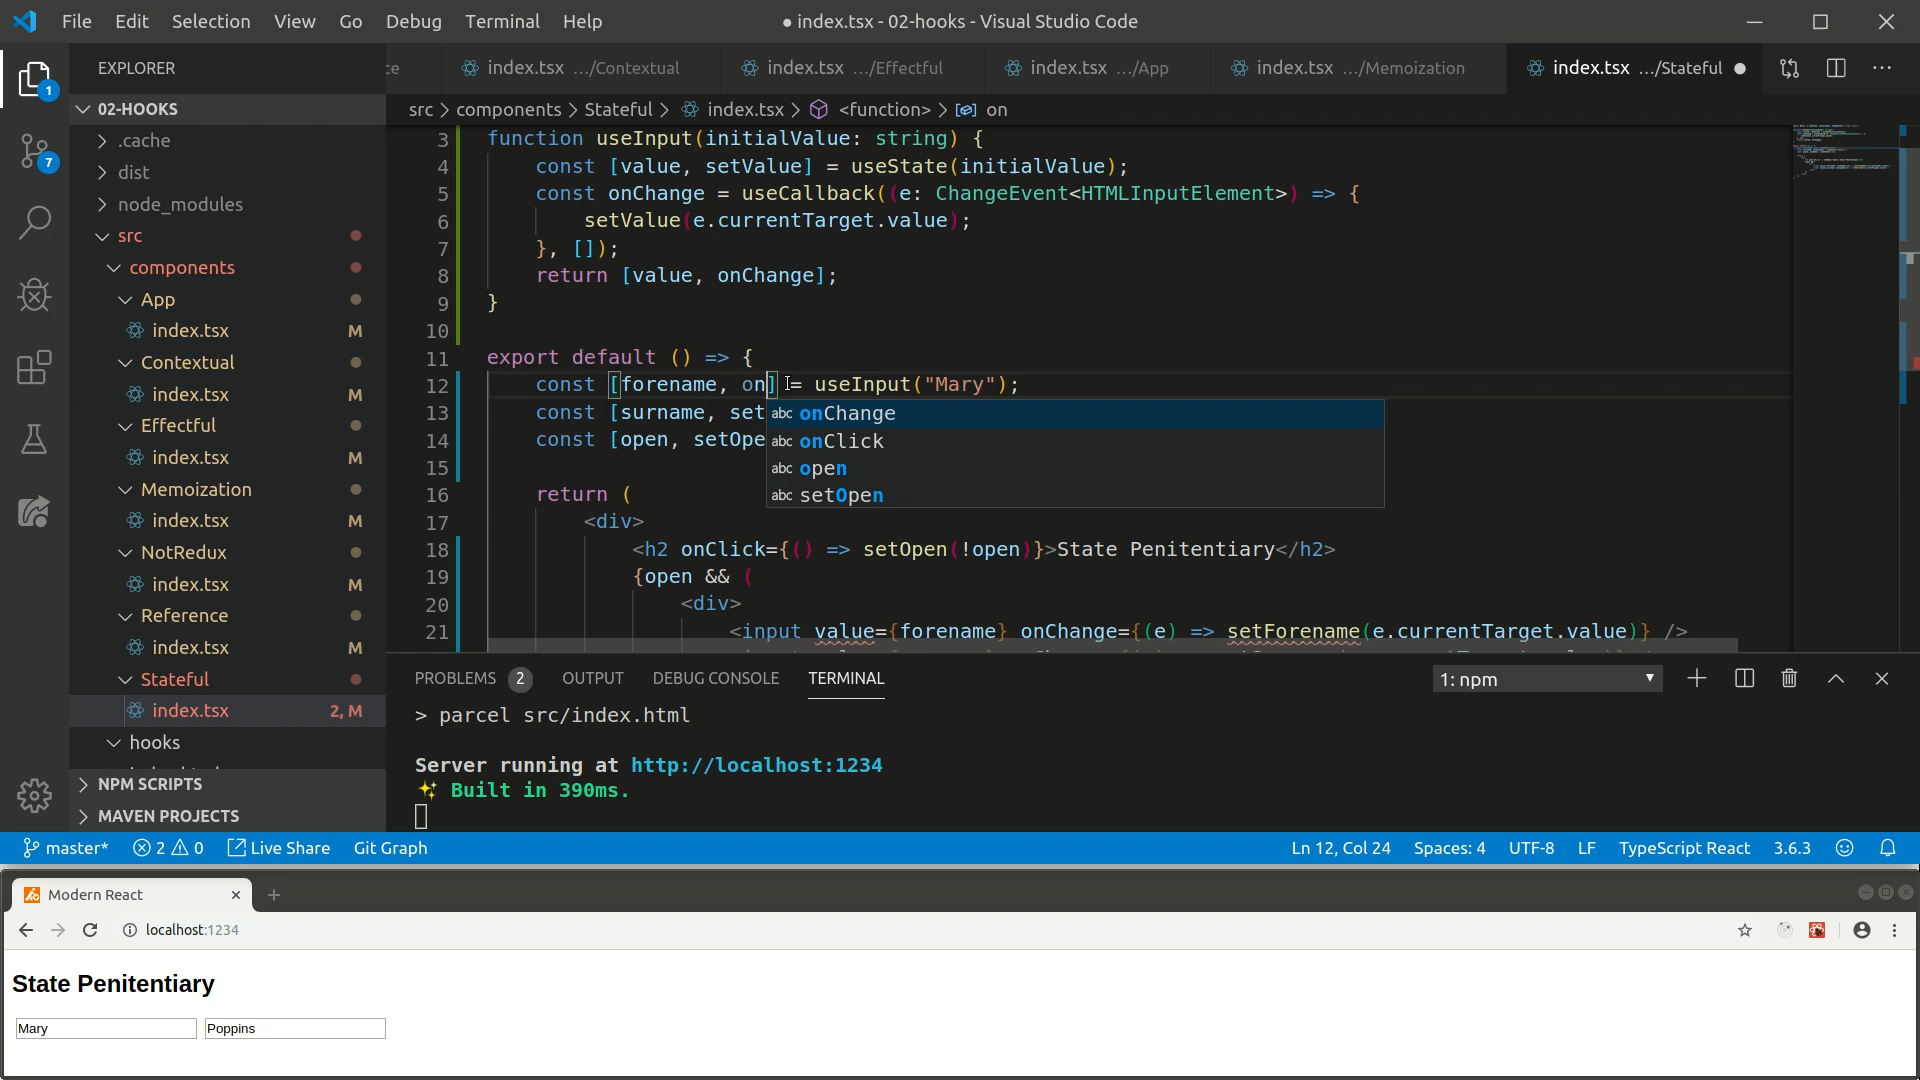 File Edit Selection View Go Debug Terminal Help
● index.tsx - 02-hooks - Visual Studio Code
EXPLORER
ce
index.tsx .../Contextual
index.tsx .../Effectful
index.tsx .../App
index.tsx .../Memoization
index.tsx .../Stateful
src > components > Stateful > index.tsx > <function> > on
1
7
02-HOOKS
.cache
dist
node_modules
src
components
App
index.tsx M
Contextual
index.tsx M
Effectful
index.tsx M
Memoization
index.tsx M
NotRedux
index.tsx M
Reference
index.tsx M
Stateful
index.tsx 2, M
hooks
NPM SCRIPTS
MAVEN PROJECTS
3 function useInput(initialValue: string) {
4 const [value, setValue] = useState(initialValue);
5 const onChange = useCallback((e: ChangeEvent<HTMLInputElement>) => {
6 setValue(e.currentTarget.value);
7 }, []);
8 return [value, onChange];
9 }
10
11 export default () => {
12 const [forename, on] = useInput("Mary");
13 const [surname, set
14 const [open, setOpe
15
16 return (
17 <div>
18 <h2 onClick={() => setOpen(!open)}>State Penitentiary</h2>
19 {open && (
20 <div>
21 <input value={forename} onChange={(e) => setForename(e.currentTarget.value)} />
abc onChange
abc onClick
abc open
abc setOpen
PROBLEMS 2 OUTPUT DEBUG CONSOLE TERMINAL
1: npm
> parcel src/index.html
Server running at http://localhost:1234
✨ Built in 390ms.
master* 2 0 Live Share Git Graph
Ln 12, Col 24 Spaces: 4 UTF-8 LF TypeScript React 3.6.3
Modern React
localhost:1234
State Penitentiary
Mary Poppins